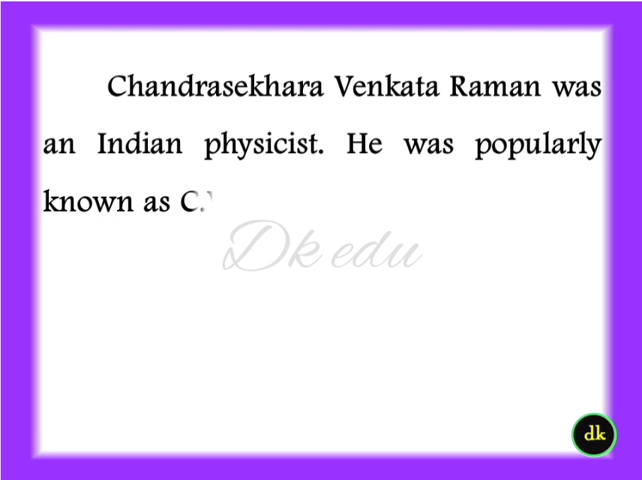 Chandrasekhara Venkata Raman was
an Indian physicist. He was popularly
known as C.
Dk edu
dk